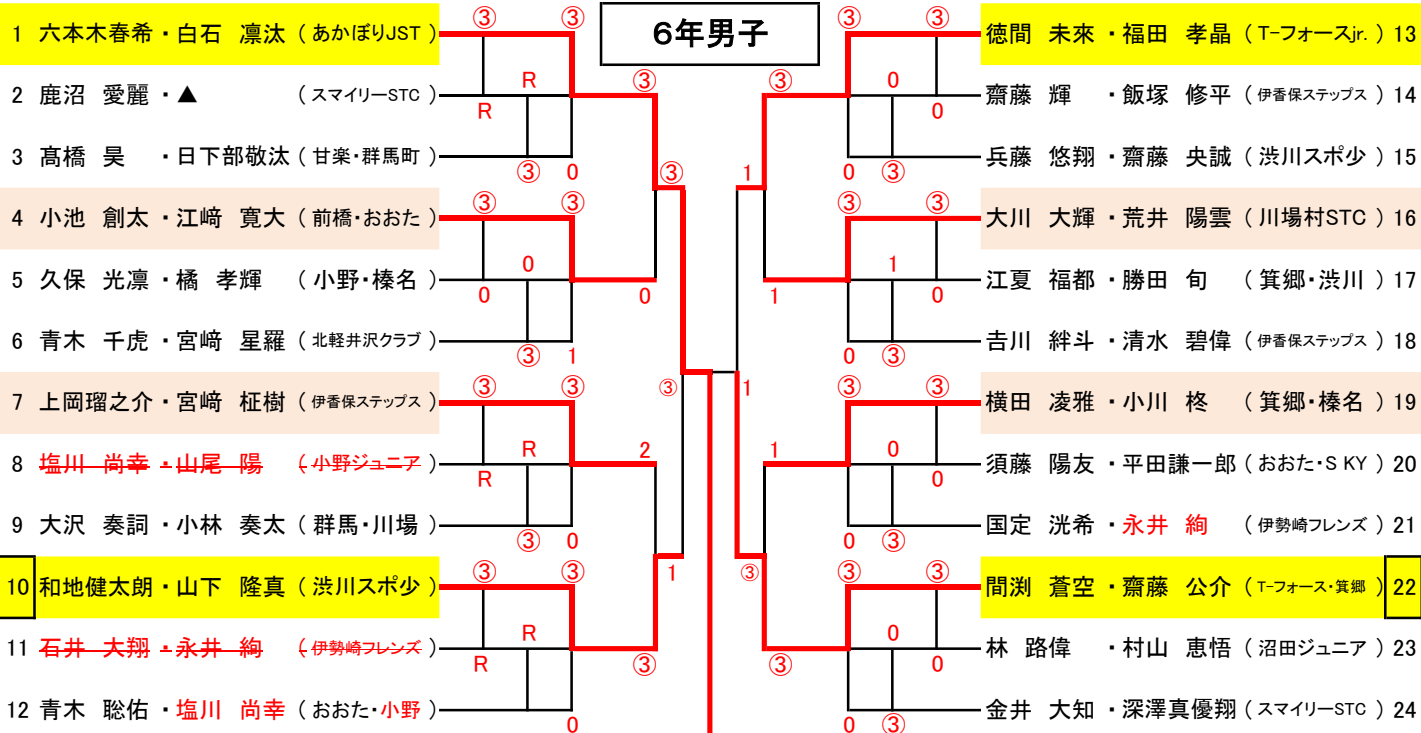 6年男子
1 六本木春希・白石 凛汰 ( あかぼりJST )
2 鹿沼 愛麗 ・▲ ( スマイリーSTC )
3 髙橋 昊 ・日下部敬汰 ( 甘楽・群馬町 )
4 小池 創太・江﨑 寛大 ( 前橋・おおた )
5 久保 光凛・橘 孝輝 ( 小野・榛名 )
6 青木 千虎・宮﨑 星羅 ( 北軽井沢クラブ )
7 上岡瑠之介・宮﨑 柾樹 ( 伊香保ステップス )
8 塩川 尚幸 ・山尾 陽 ( 小野ジュニア )
9 大沢 奏詞・小林 奏太 ( 群馬・川場 )
10 和地健太朗・山下 隆真 ( 渋川スポ少 )
11 石井 大翔・永井 絢 ( 伊勢崎フレンズ )
12 青木 聡佑・塩川 尚幸 ( おおた・小野 )
③ ③
R
R
③ 0
③
③ ③
0
0
③ 1
0
③
③ ③
R
R
③ 0
2
③ ③
R
R
0
③
1
③
徳間 未來 ・福田 孝晶 ( T-フォースjr. ) 13
齋藤 輝 ・飯塚 修平 ( 伊香保ステップス ) 14
兵藤 悠翔・齋藤 央誠 ( 渋川スポ少 ) 15
大川 大輝・荒井 陽雲 ( 川場村STC ) 16
江夏 福都・勝田 旬 ( 箕郷・渋川 ) 17
吉川 絆斗・清水 碧偉 ( 伊香保ステップス ) 18
横田 凌雅・小川 柊 ( 箕郷・榛名 ) 19
須藤 陽友・平田謙一郎 ( おおた・S KY ) 20
国定 洸希・永井 絢 ( 伊勢崎フレンズ ) 21
間渕 蒼空・齋藤 公介 ( T-フォース・箕郷 ) 22
林 路偉 ・村山 恵悟 ( 沼田ジュニア ) 23
金井 大知・深澤真優翔 ( スマイリーSTC ) 24
③ ③
0
0
0 ③
③
③ ③
1
0
0 ③
1
1
③ ③
0
0
0 ③
1
③ ③
0
0
0 ③
③
③
1